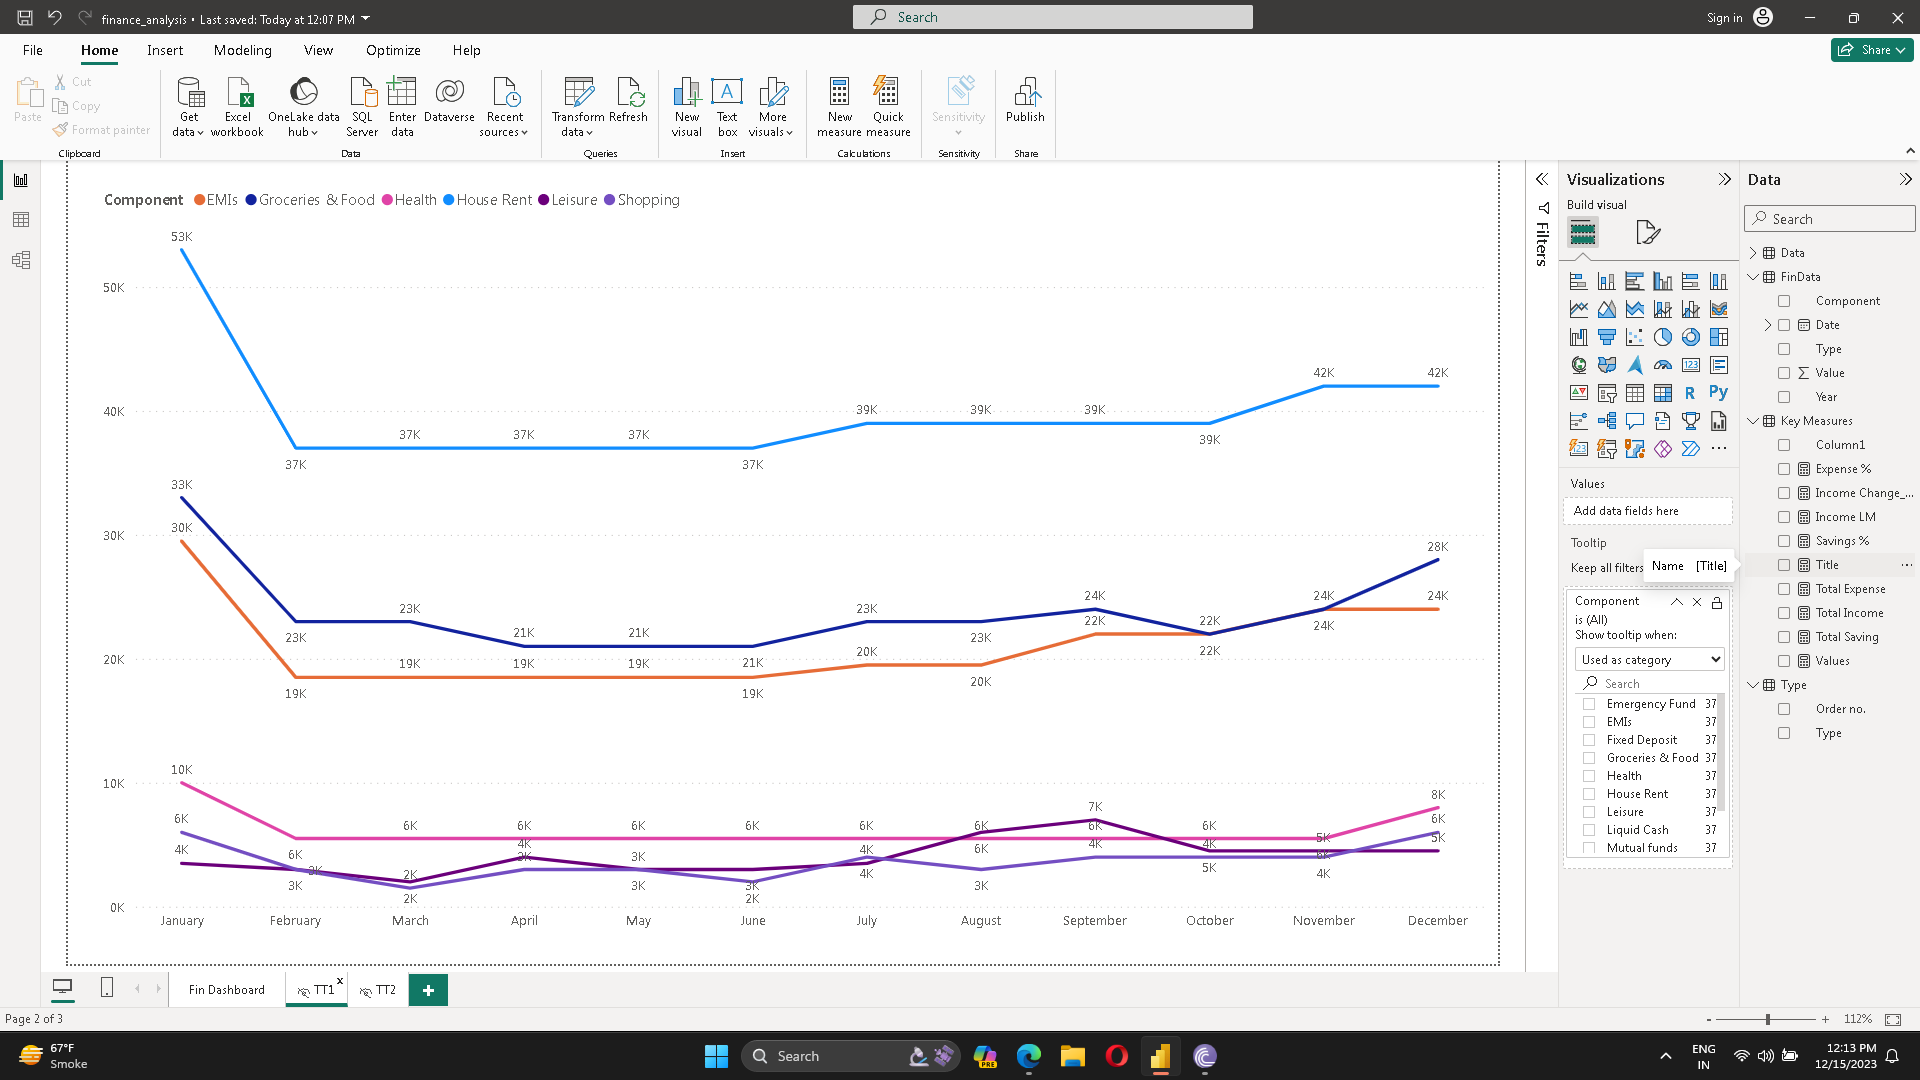 finance_analysis • Last saved: Today at 12:07 PM
Search
Sign in
File Home Insert Modeling View Optimize Help
Share
Paste
Cut
Copy
Format painter
Clipboard
Get data
Excel workbook
OneLake data hub
SQL Server
Enter data
Dataverse
Recent sources
Data
Transform data
Refresh
Queries
New visual
Text box
More visuals
Insert
New measure
Quick measure
Calculations
Sensitivity
Sensitivity
Publish
Share
Component EMIs Groceries & Food Health House Rent Leisure Shopping
50K
40K
30K
20K
10K
0K
53K 37K 37K 37K 37K 37K 39K 39K 39K 39K 42K 42K
33K 23K 23K 21K 21K 21K 23K 23K 24K 22K 24K 28K
30K 19K 19K 19K 19K 19K 20K 20K 22K 22K 24K 24K
10K 6K 6K 6K 6K 6K 6K 6K 6K 6K 6K 8K
4K 3K 2K 4K 3K 3K 4K 6K 7K 5K 5K 5K
6K 3K 2K 3K 3K 2K 4K 3K 4K 4K 4K 6K
January February March April May June July August September October November December
Fin Dashboard
TT1
x
TT2
+
Page 2 of 3
- + 112%
Filters
Visualizations
Build visual
123
R
Py
123
Values
Add data fields here
Tooltip
Keep all filters
Name [Title]
Component
is (All)
Show tooltip when:
Used as category
Search
Emergency Fund 37
EMIs 37
Fixed Deposit 37
Groceries & Food 37
Health 37
House Rent 37
Leisure 37
Liquid Cash 37
Mutual funds 37
Data
Search
Data
FinData
Component
Date
Type
Value
Year
Key Measures
Column1
Expense %
Income Change_...
Income LM
Savings %
Title
Total Expense
Total Income
Total Saving
Values
Type
Order no.
Type
67°F
Smoke
Search
PRE
ENG
IN
12:13 PM
12/15/2023